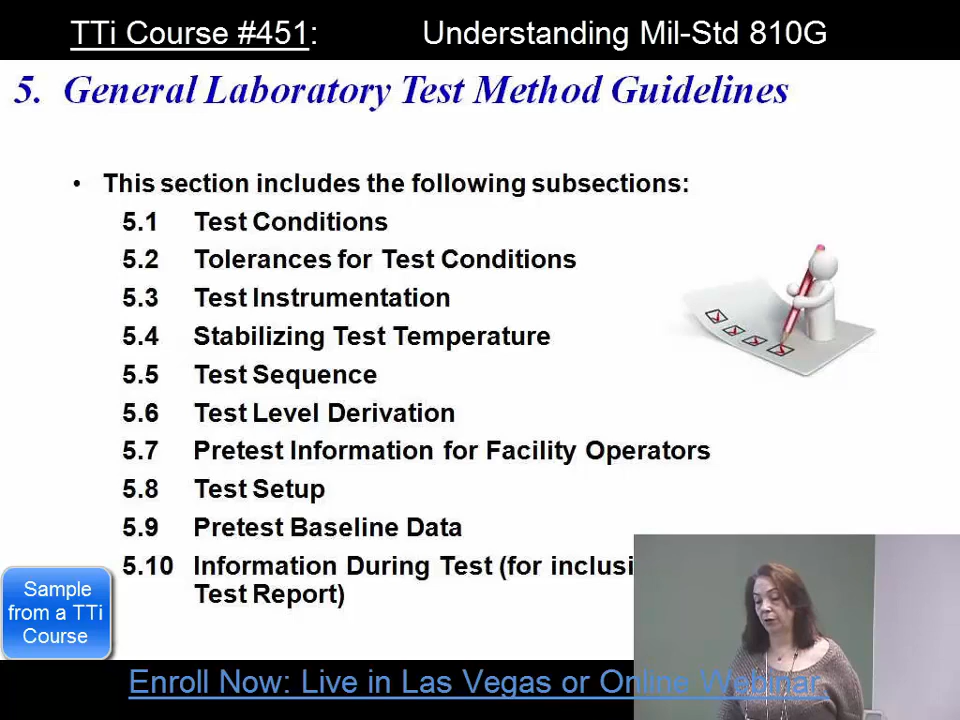 TTi Course #451: Understanding Mil-Std 810G
5. General Laboratory Test Method Guidelines
• This section includes the following subsections:
5.1 Test Conditions
5.2 Tolerances for Test Conditions
5.3 Test Instrumentation
5.4 Stabilizing Test Temperature
5.5 Test Sequence
5.6 Test Level Derivation
5.7 Pretest Information for Facility Operators
5.8 Test Setup
5.9 Pretest Baseline Data
5.10 Information During Test (for
Test Report)
Sample
from a TTi
Course
Enroll Now: Live in Las Vegas or Online Webinar